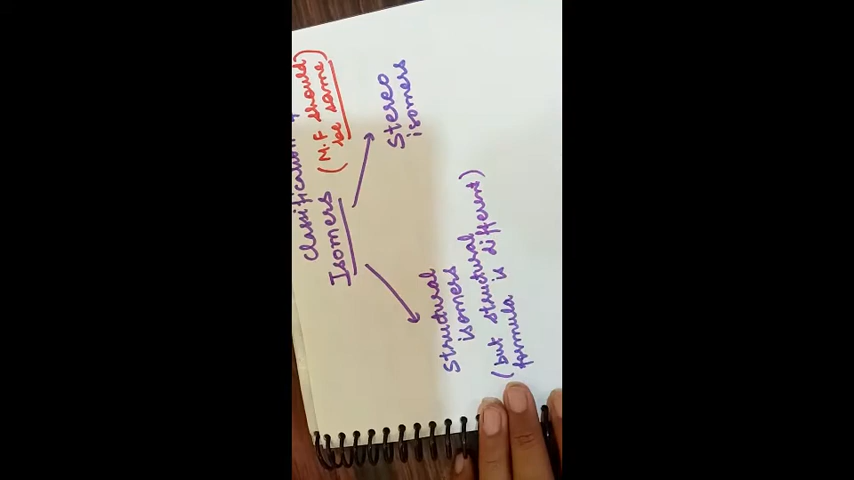 Classification
Isomers (M.F should
be same)
Stereo
isomers
Structural
isomers
(but structural
formula is different)